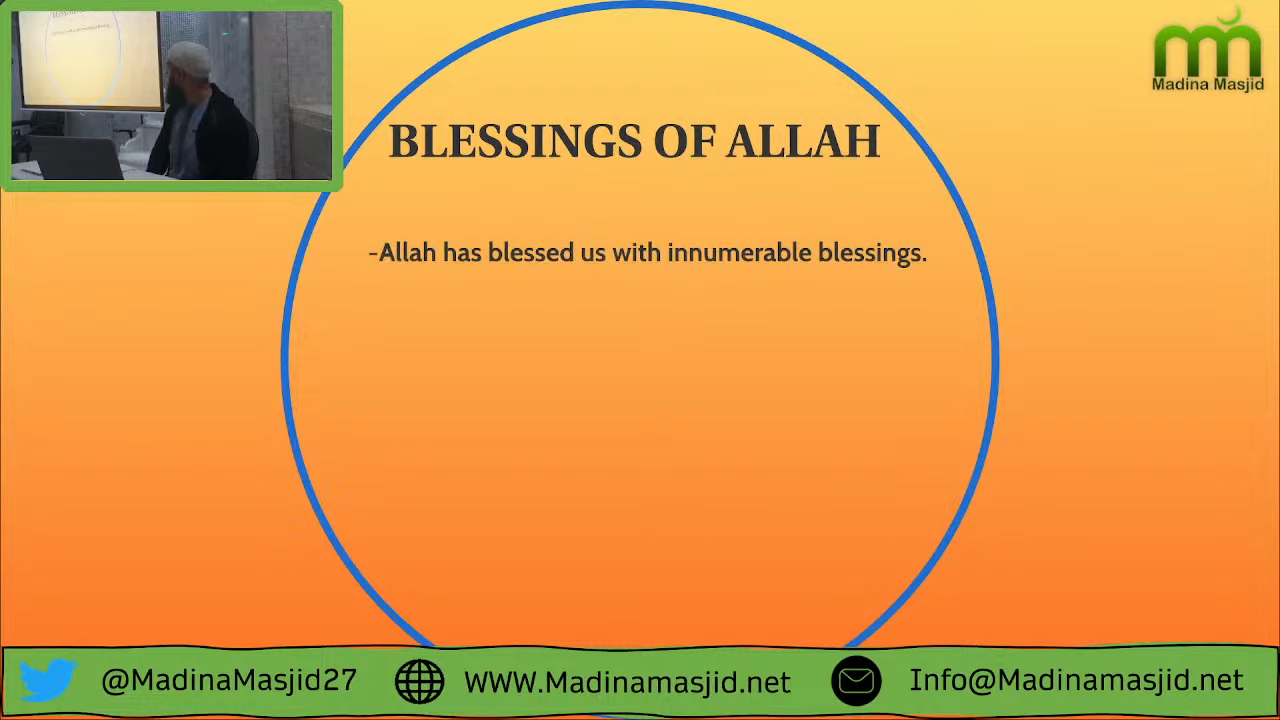 Madina Masjid
BLESSINGS OF ALLAH
-Allah has blessed us with innumerable blessings.
@MadinaMasjid27
WWW.Madinamasjid.net
Info@Madinamasjid.net